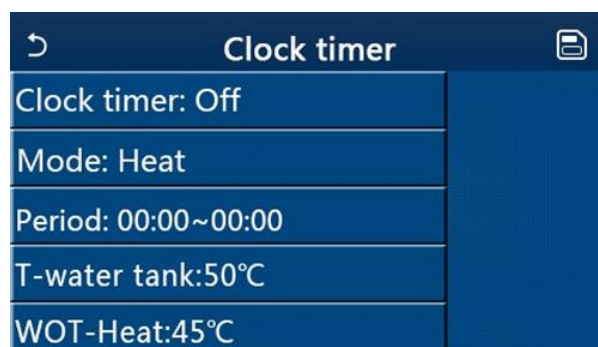 Clock timer
Clock timer: Off
Mode: Heat
Period: 00:00~00:00
T-water tank:50℃
WOT-Heat:45℃